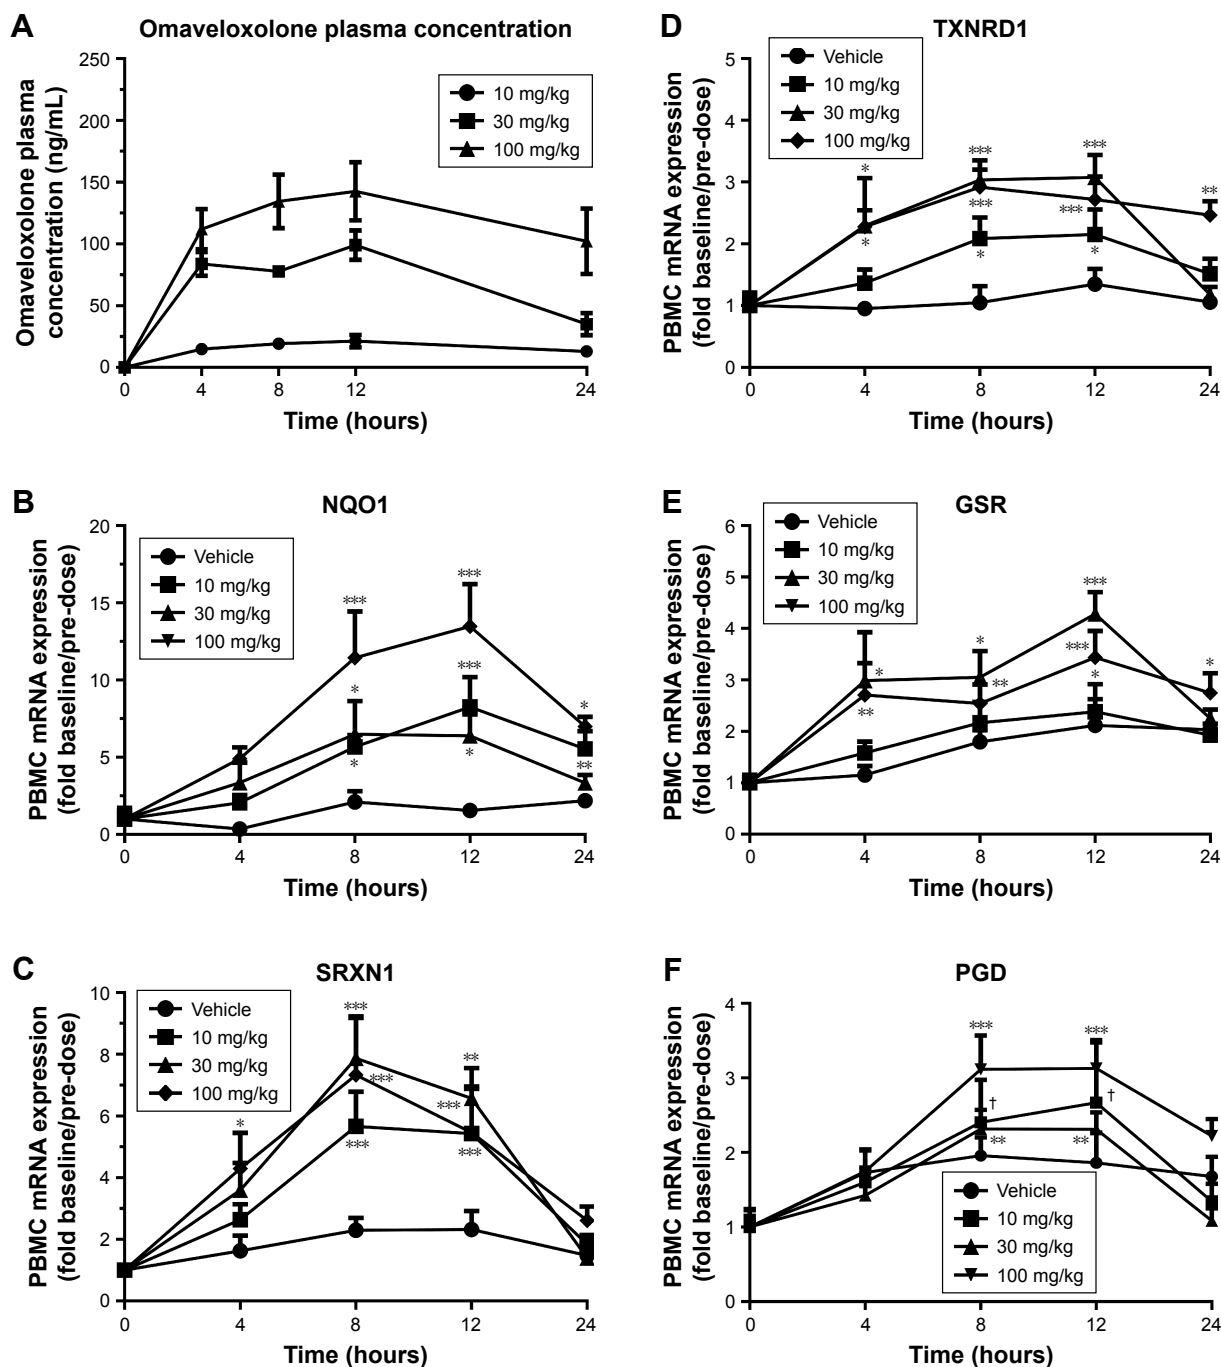 A
Omaveloxolone plasma concentration
Omaveloxolone plasma
concentration (ng/mL)
250
200
150
100
50
0
10 mg/kg
30 mg/kg
100 mg/kg
0 4 8 12 24
Time (hours)
D
TXNRD1
PBMC mRNA expression
(fold baseline/pre-dose)
5
4
3
2
1
0
Vehicle
10 mg/kg
30 mg/kg
100 mg/kg
* *** ***
**
*** ***
*
* *
0 4 8 12 24
Time (hours)
B
NQO1
PBMC mRNA expression
(fold baseline/pre-dose)
20
15
10
5
0
Vehicle
10 mg/kg
30 mg/kg
100 mg/kg
*** ***
* ***
*
* * **
0 4 8 12 24
Time (hours)
E
GSR
PBMC mRNA expression
(fold baseline/pre-dose)
6
5
4
3
2
1
0
Vehicle
10 mg/kg
30 mg/kg
100 mg/kg
***
* *** *
* ** *
**
0 4 8 12 24
Time (hours)
C
SRXN1
PBMC mRNA expression
(fold baseline/pre-dose)
10
8
6
4
2
0
Vehicle
10 mg/kg
30 mg/kg
100 mg/kg
***
**
*** ***
*
*** ***
0 4 8 12 24
Time (hours)
F
PGD
PBMC mRNA expression
(fold baseline/pre-dose)
4
3
2
1
0
*** ***
† †
** **
Vehicle
10 mg/kg
30 mg/kg
100 mg/kg
0 4 8 12 24
Time (hours)